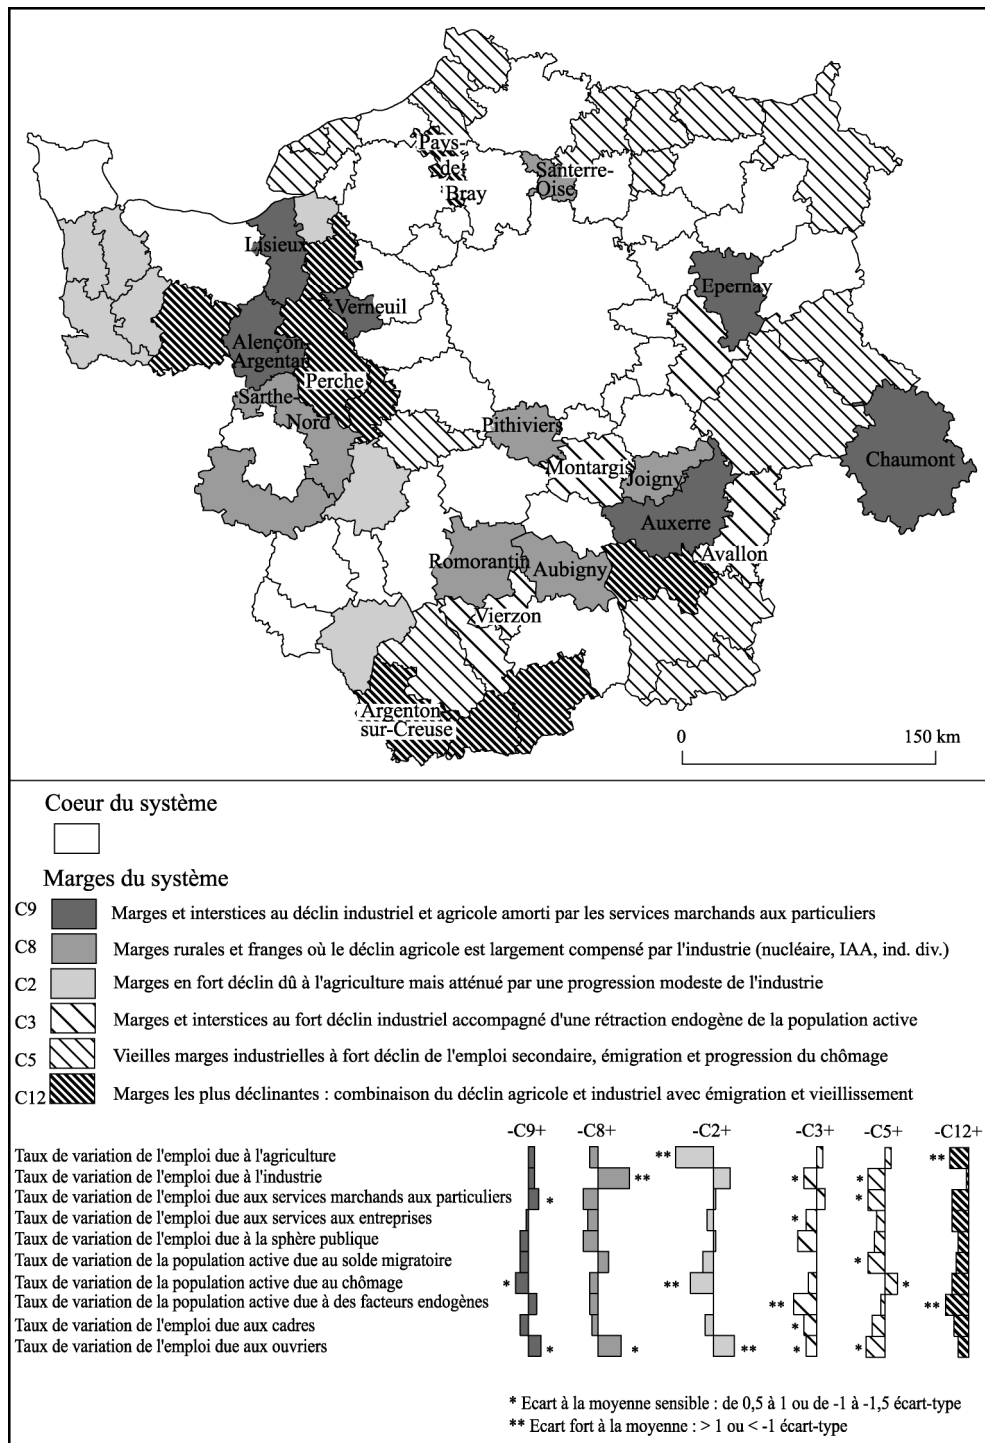 Pays-
de
Bray
Santerre-
Oise
Lisieux
Epernay
Verneuil
Alençon
Argentan
Perche
Sarthe-
Nord
Pithiviers
Montargis
Joigny
Chaumont
Auxerre
Avallon
Romorantin
Aubigny
Vierzon
Argenton
sur-Creuse
0 150 km
Coeur du système
Marges du système
C9 Marges et interstices au déclin industriel et agricole amorti par les services marchands aux particuliers
C8 Marges rurales et franges où le déclin agricole est largement compensé par l'industrie (nucléaire, IAA, ind. div.)
C2 Marges en fort déclin dû à l'agriculture mais atténué par une progression modeste de l'industrie
C3 Marges et interstices au fort déclin industriel accompagné d'une rétraction endogène de la population active
C5 Vieilles marges industrielles à fort déclin de l'emploi secondaire, émigration et progression du chômage
C12 Marges les plus déclinantes : combinaison du déclin agricole et industriel avec émigration et vieillissement
-C9+ -C8+ -C2+ -C3+ -C5+ -C12+
Taux de variation de l'emploi due à l'agriculture ** **
Taux de variation de l'emploi due à l'industrie ** * *
Taux de variation de l'emploi due aux services marchands aux particuliers * *
Taux de variation de l'emploi due aux services aux entreprises *
Taux de variation de l'emploi due à la sphère publique
Taux de variation de la population active due au solde migratoire *
Taux de variation de la population active due au chômage * ** *
Taux de variation de la population active due à des facteurs endogènes ** **
Taux de variation de l'emploi due aux cadres *
Taux de variation de l'emploi due aux ouvriers * * ** * *
* Ecart à la moyenne sensible : de 0,5 à 1 ou de -1 à -1,5 écart-type
** Ecart fort à la moyenne : > 1 ou < -1 écart-type